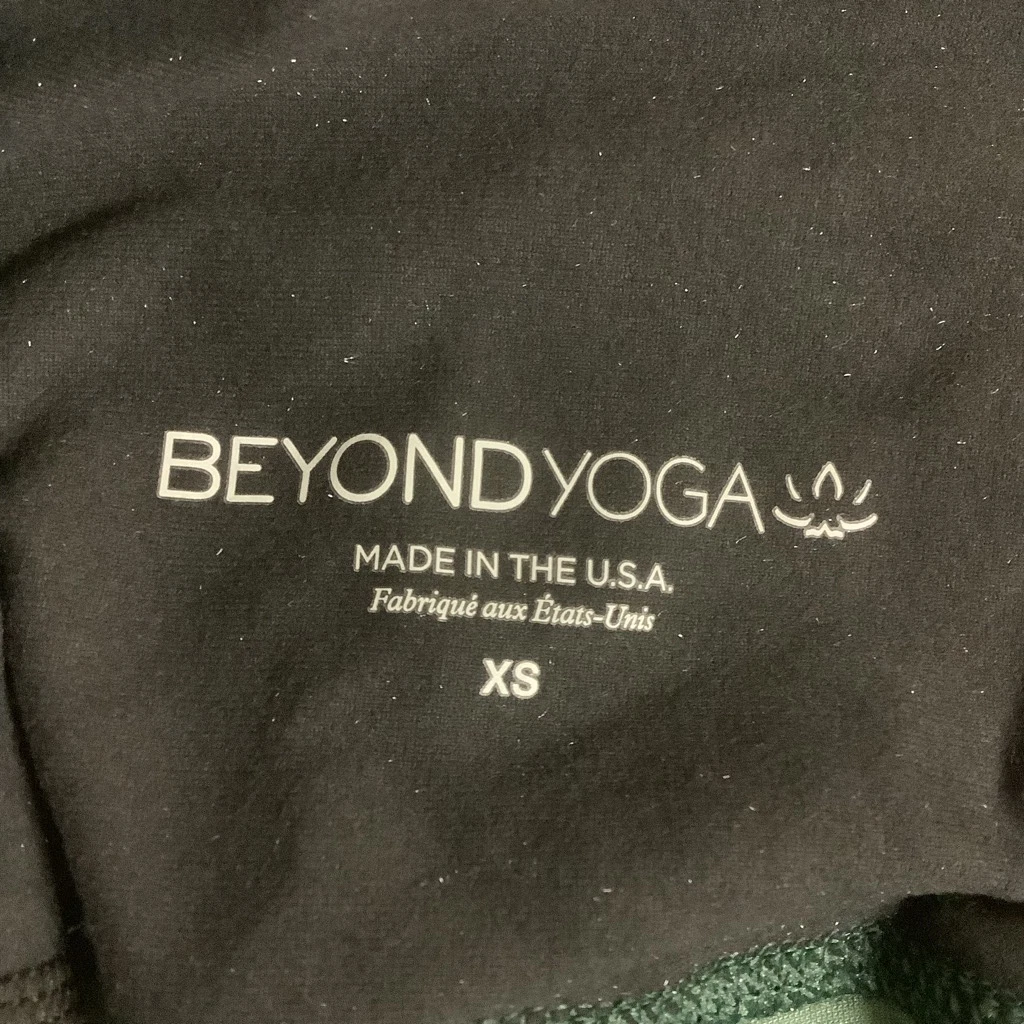 BEYOND YOGA
MADE IN THE U.S.A.
Fabriqué aux États-Unis
XS